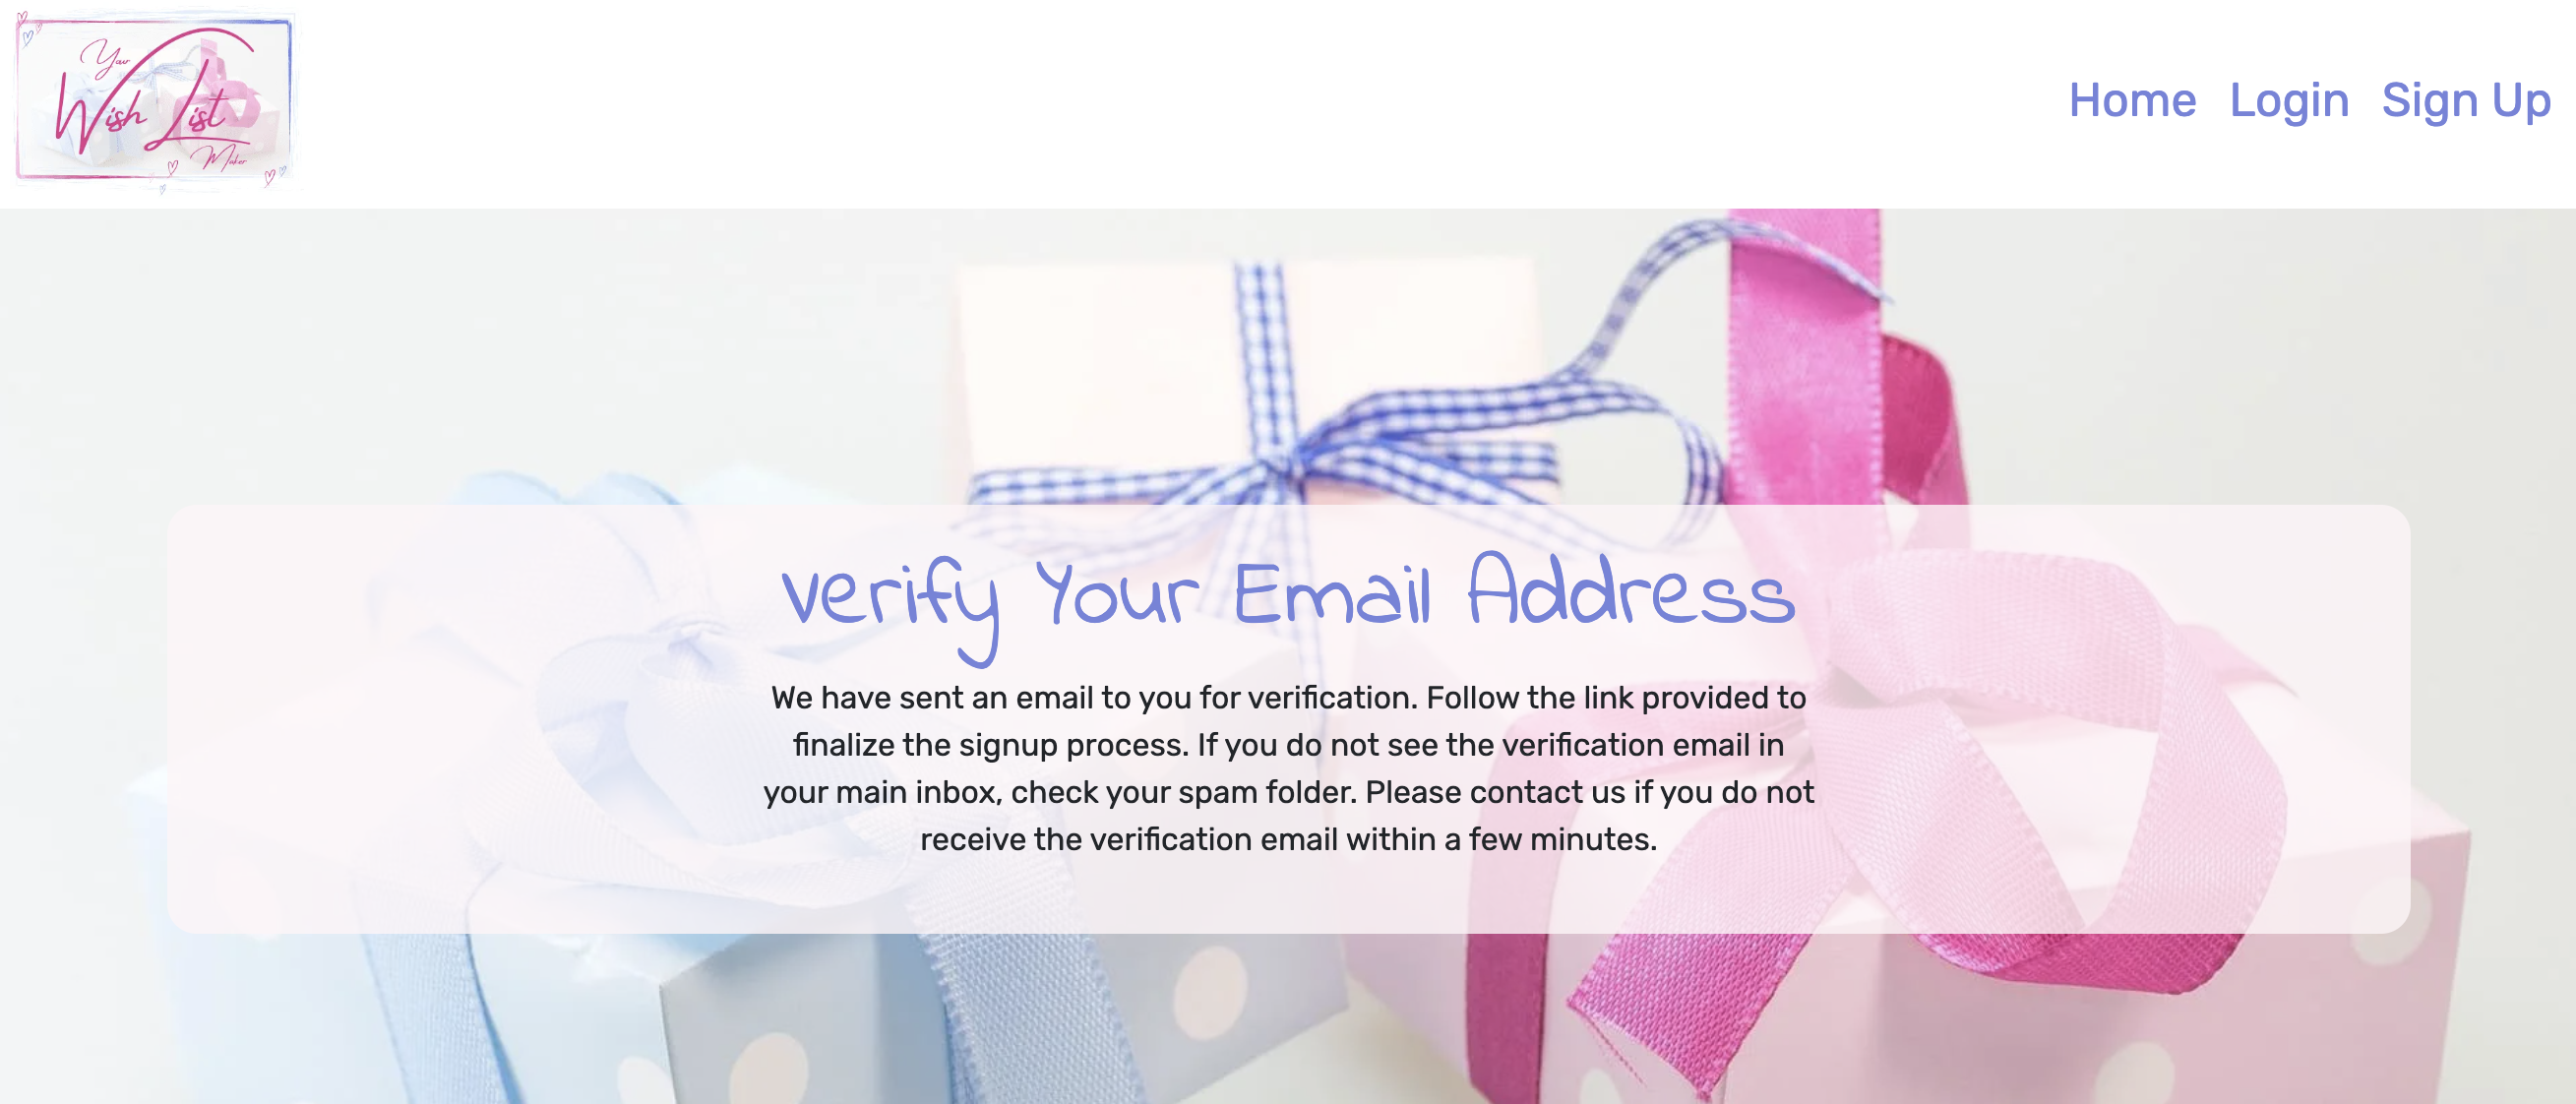 Your
Wish List
Maker
Home Login Sign Up
Verify Your Email Address
We have sent an email to you for verification. Follow the link provided to
finalize the signup process. If you do not see the verification email in
your main inbox, check your spam folder. Please contact us if you do not
receive the verification email within a few minutes.